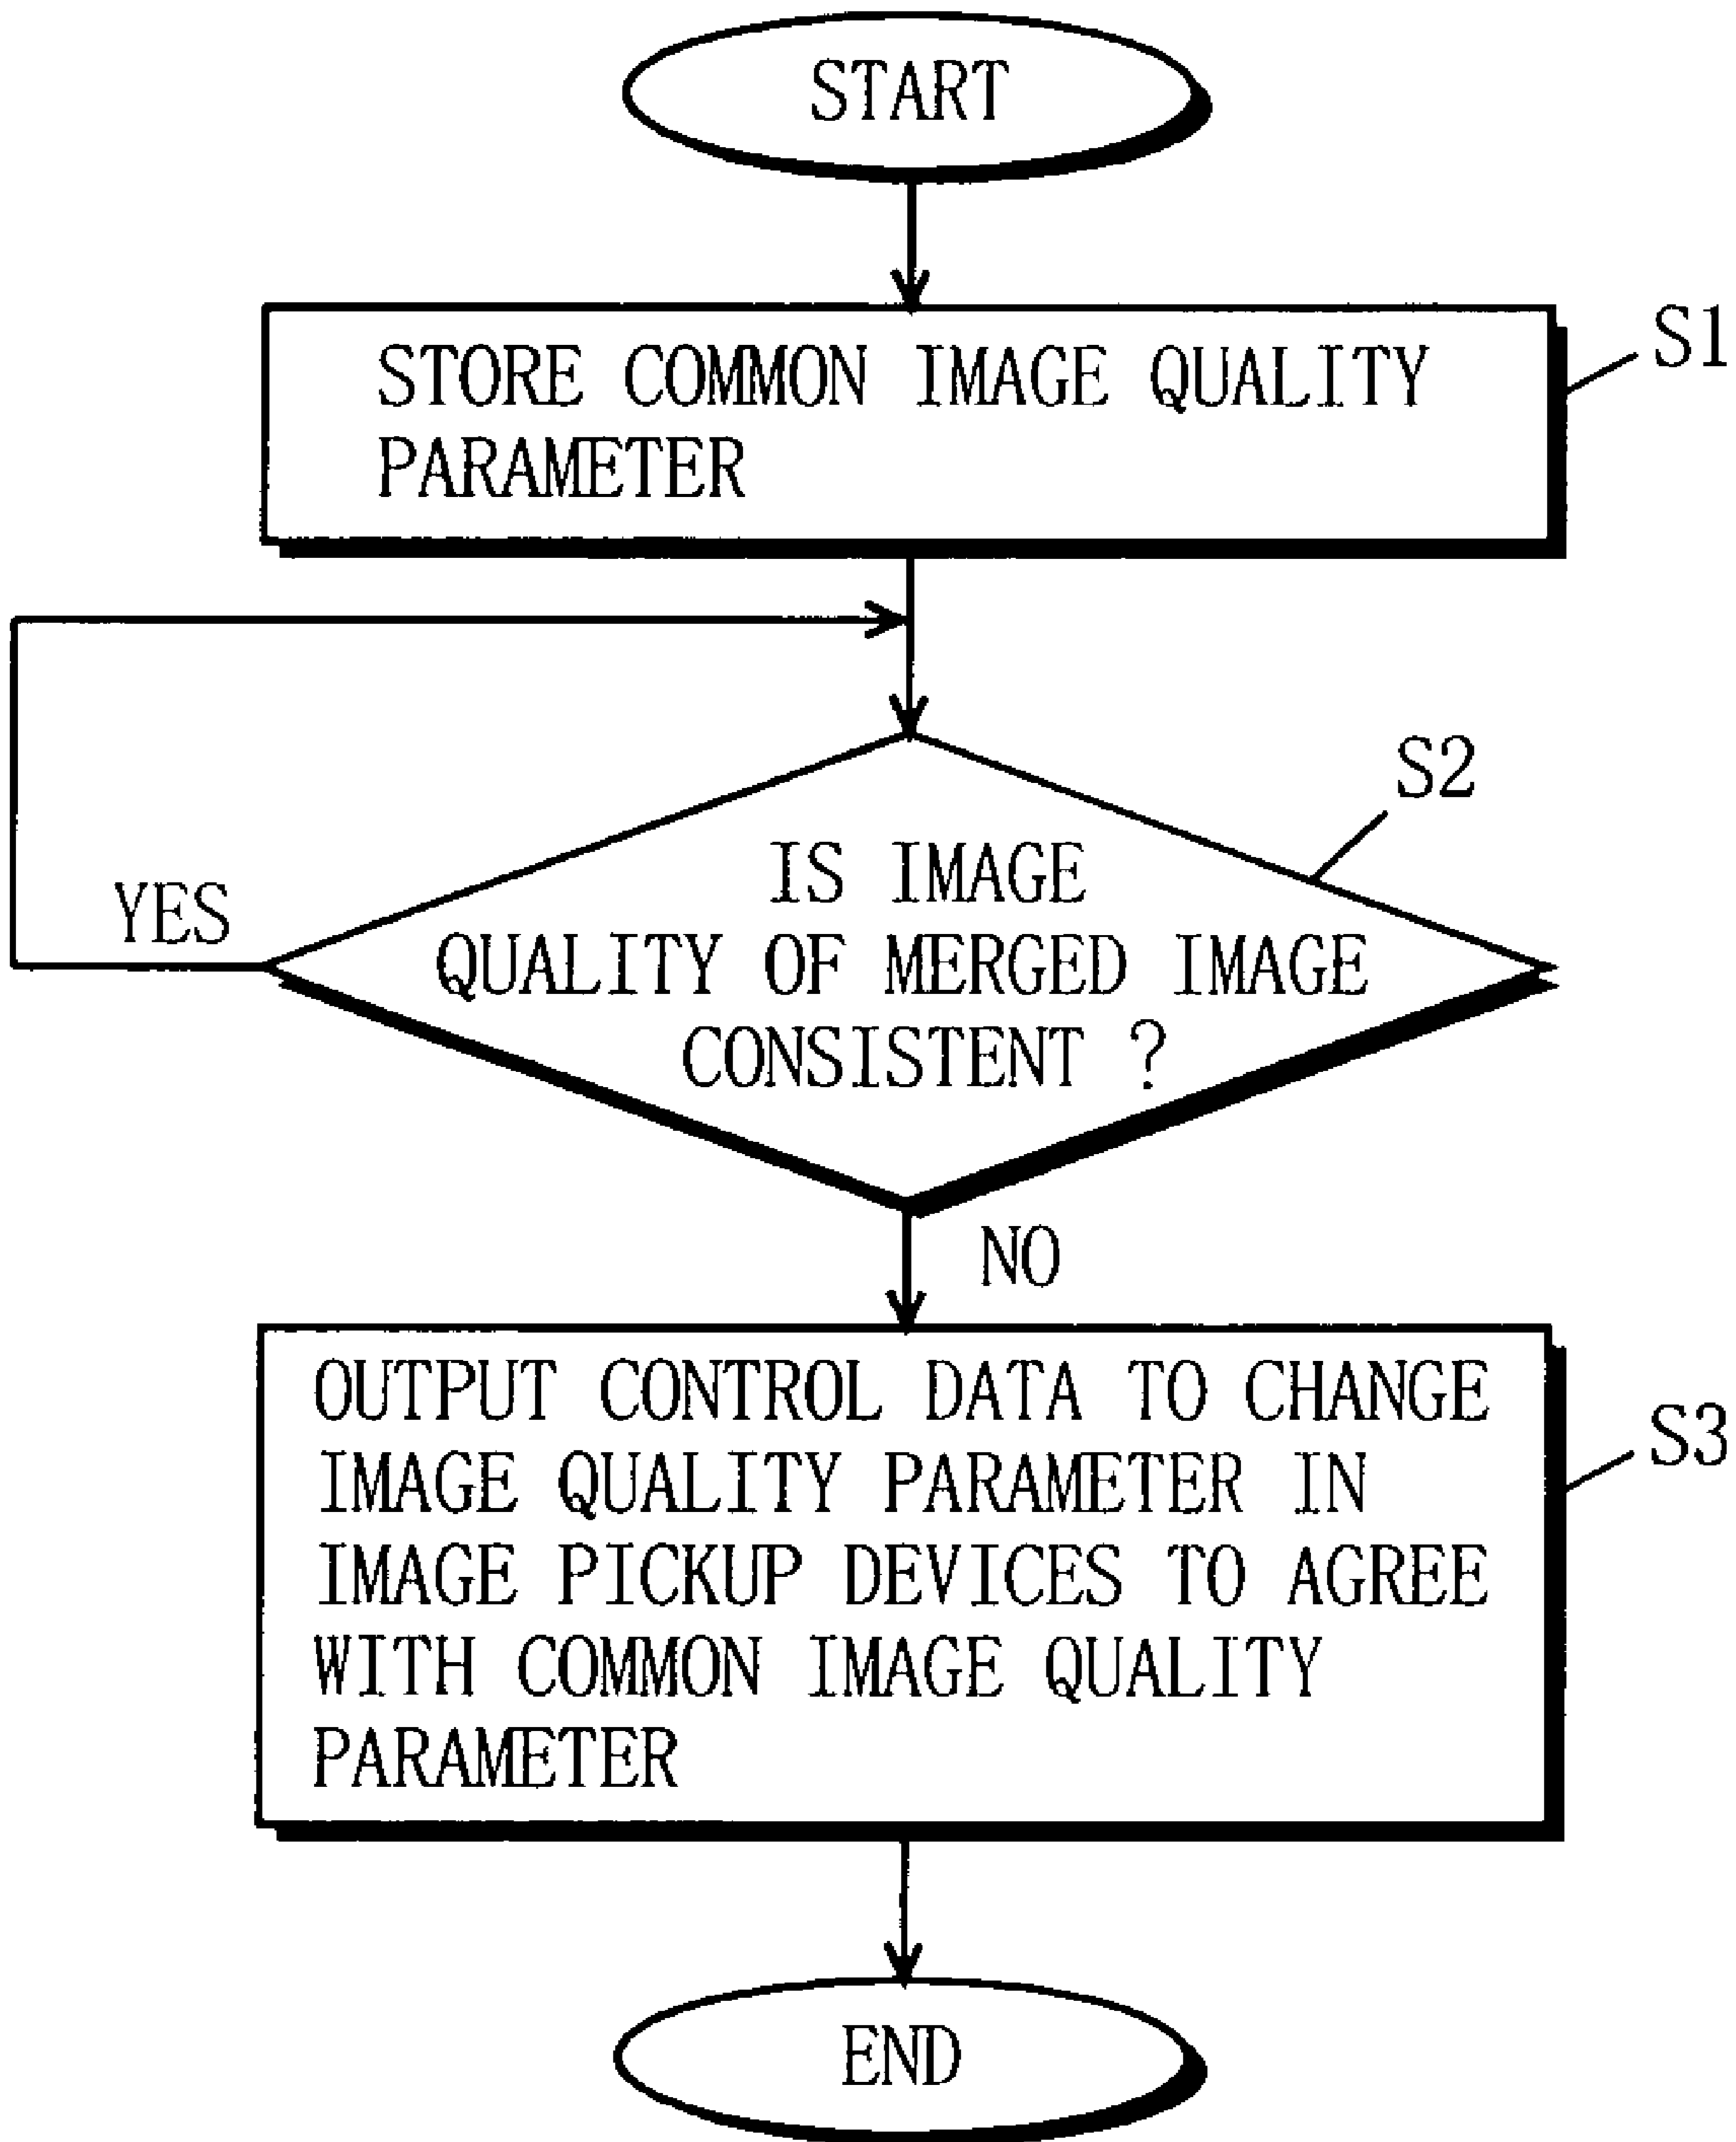 START
STORE COMMON IMAGE QUALITY
PARAMETER
S1
S2
IS IMAGE
QUALITY OF MERGED IMAGE
CONSISTENT ?
YES
NO
OUTPUT CONTROL DATA TO CHANGE
IMAGE QUALITY PARAMETER IN
IMAGE PICKUP DEVICES TO AGREE
WITH COMMON IMAGE QUALITY
PARAMETER
S3
END